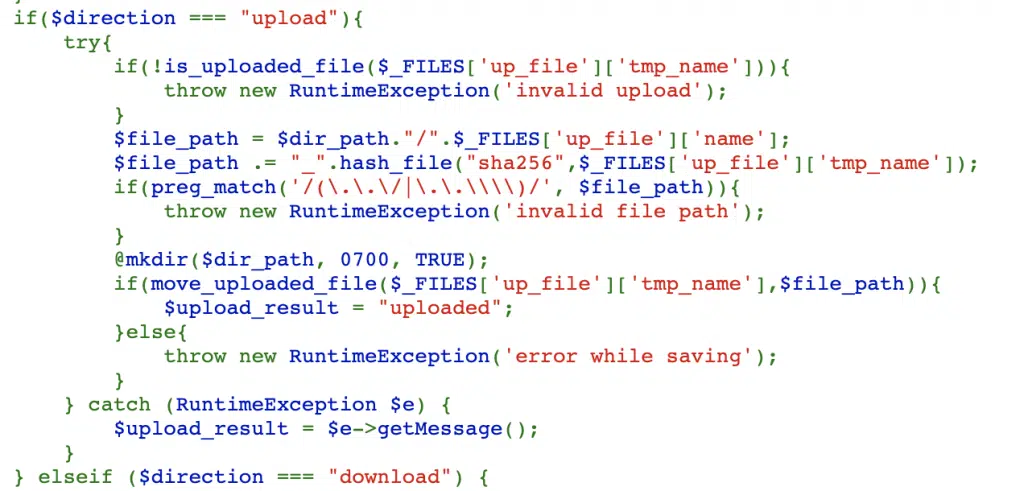 }
if($direction === "upload"){
    try{
        if(!is_uploaded_file($_FILES['up_file']['tmp_name'])){
            throw new RuntimeException('invalid upload');
        }
        $file_path = $dir_path."/".$_FILES['up_file']['name'];
        $file_path .= "_".hash_file("sha256",$_FILES['up_file']['tmp_name']);
        if(preg_match('/(\.\.\/|\.\.\\\\)/', $file_path)){
            throw new RuntimeException('invalid file path');
        }
        @mkdir($dir_path, 0700, TRUE);
        if(move_uploaded_file($_FILES['up_file']['tmp_name'],$file_path)){
            $upload_result = "uploaded";
        }else{
            throw new RuntimeException('error while saving');
        }
    } catch (RuntimeException $e) {
        $upload_result = $e->getMessage();
    }
} elseif ($direction === "download") {